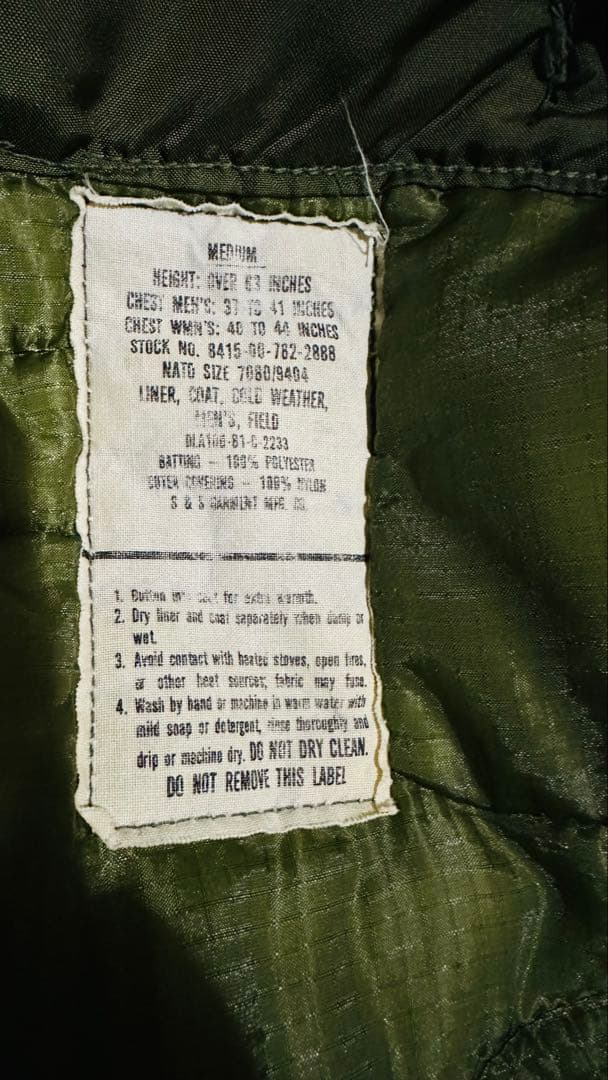 MEDIUM
HEIGHT: OVER 63 INCHES
CHEST MEN'S: 37 TO 41 INCHES
CHEST WMN'S: 40 TO 44 INCHES
STOCK NO. 8415-00-782-2888
NATO SIZE 7080/9404
LINER, COAT, COLD WEATHER,
MEN'S, FIELD
DLA100-81-C-2233
BATTING — 100% POLYESTER
OUTER COVERING — 100% NYLON
S & S GARMENT MFG. CO.
1. Button into coat for extra warmth.
2. Dry liner and coat separately when damp or
wet.
3. Avoid contact with heated stoves, open fires,
or other heat sources; fabric may fuse.
4. Wash by hand or machine in warm water with
mild soap or detergent, rinse thoroughly and
drip or machine dry. DO NOT DRY CLEAN.
DO NOT REMOVE THIS LABEL